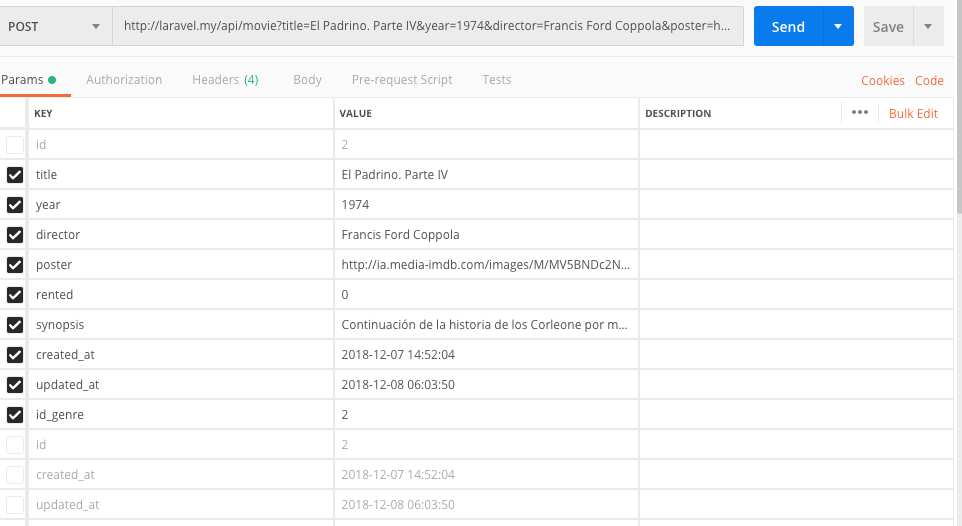 POST http://laravel.my/api/movie?title=El Padrino. Parte IV&year=1974&director=Francis Ford Coppola&poster=h... Send Save
Params Authorization Headers (4) Body Pre-request Script Tests Cookies Code
KEY VALUE DESCRIPTION ••• Bulk Edit
id 2
title El Padrino. Parte IV
year 1974
director Francis Ford Coppola
poster http://ia.media-imdb.com/images/M/MV5BNDc2N...
rented 0
synopsis Continuación de la historia de los Corleone por m...
created_at 2018-12-07 14:52:04
updated_at 2018-12-08 06:03:50
id_genre 2
id 2
created_at 2018-12-07 14:52:04
updated_at 2018-12-08 06:03:50